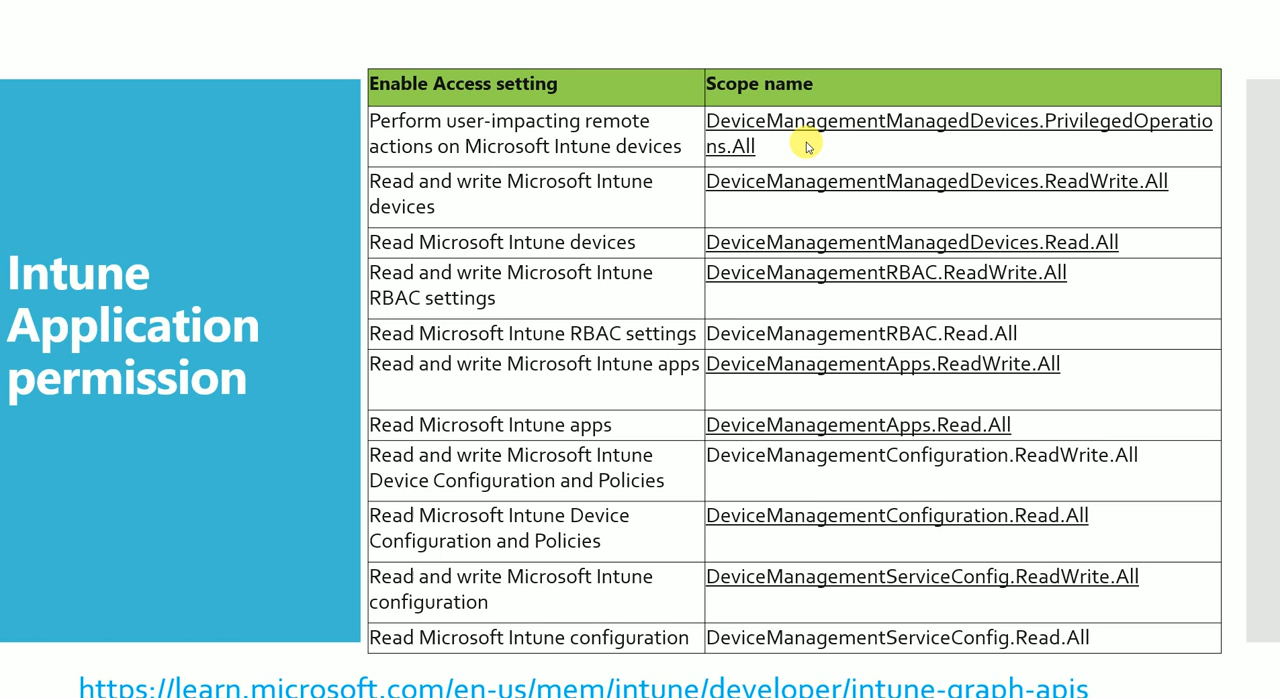 Intune
Application
permission
Enable Access setting
Scope name
Perform user-impacting remote
actions on Microsoft Intune devices
DeviceManagementManagedDevices.PrivilegedOperatio
ns.All
Read and write Microsoft Intune
devices
DeviceManagementManagedDevices.ReadWrite.All
Read Microsoft Intune devices
DeviceManagementManagedDevices.Read.All
Read and write Microsoft Intune
RBAC settings
DeviceManagementRBAC.ReadWrite.All
Read Microsoft Intune RBAC settings
DeviceManagementRBAC.Read.All
Read and write Microsoft Intune apps
DeviceManagementApps.ReadWrite.All
Read Microsoft Intune apps
DeviceManagementApps.Read.All
Read and write Microsoft Intune
Device Configuration and Policies
DeviceManagementConfiguration.ReadWrite.All
Read Microsoft Intune Device
Configuration and Policies
DeviceManagementConfiguration.Read.All
Read and write Microsoft Intune
configuration
DeviceManagementServiceConfig.ReadWrite.All
Read Microsoft Intune configuration
DeviceManagementServiceConfig.Read.All
https://learn.microsoft.com/en-us/mem/intune/developer/intune-graph-apis